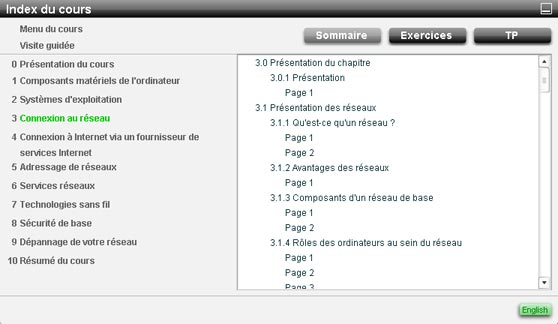 Index du cours
Menu du cours
Visite guidée
Sommaire
Exercices
TP
0 Présentation du cours
1 Composants matériels de l'ordinateur
2 Systèmes d'exploitation
3 Connexion au réseau
4 Connexion à Internet via un fournisseur de
services Internet
5 Adressage de réseaux
6 Services réseaux
7 Technologies sans fil
8 Sécurité de base
9 Dépannage de votre réseau
10 Résumé du cours
3.0 Présentation du chapitre
3.0.1 Présentation
Page 1
3.1 Présentation des réseaux
3.1.1 Qu'est-ce qu'un réseau ?
Page 1
Page 2
3.1.2 Avantages des réseaux
Page 1
3.1.3 Composants d'un réseau de base
Page 1
Page 2
3.1.4 Rôles des ordinateurs au sein du réseau
Page 1
Page 2
Page 3
English